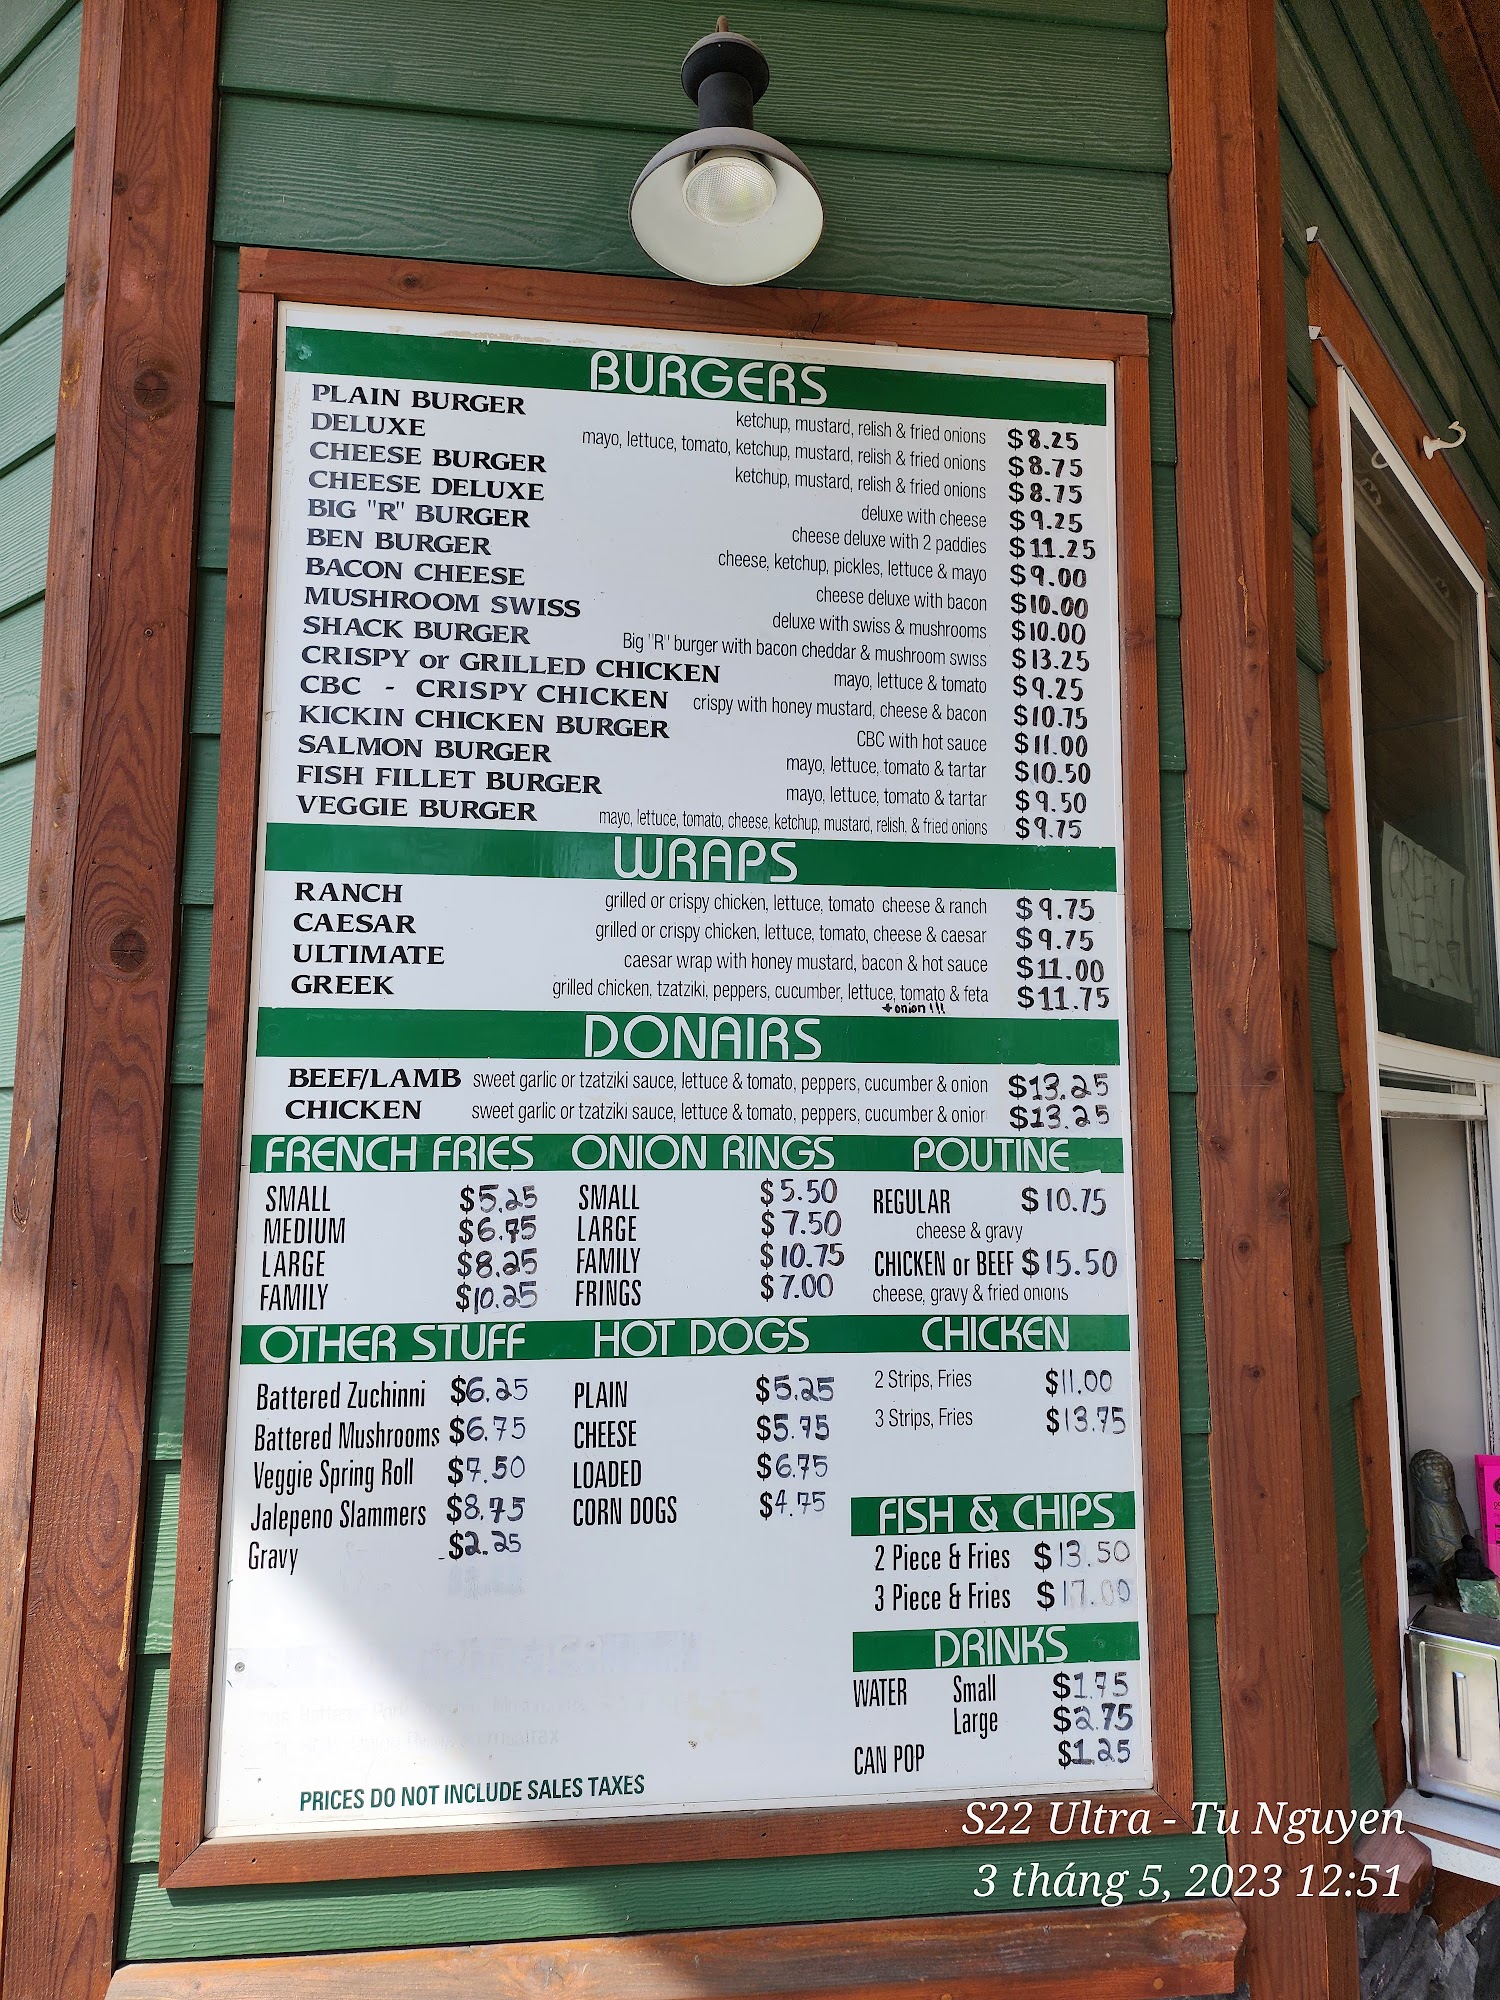 BURGERS
PLAIN BURGER ketchup, mustard, relish & fried onions $8.25
DELUXE mayo, lettuce, tomato, ketchup, mustard, relish & fried onions $8.75
CHEESE BURGER ketchup, mustard, relish & fried onions $8.75
CHEESE DELUXE deluxe with cheese $9.25
BIG "R" BURGER cheese deluxe with 2 paddies $11.25
BEN BURGER cheese, ketchup, pickles, lettuce & mayo $9.00
BACON CHEESE cheese deluxe with bacon $10.00
MUSHROOM SWISS deluxe with swiss & mushrooms $10.00
SHACK BURGER Big "R" burger with bacon cheddar & mushroom swiss $13.25
CRISPY or GRILLED CHICKEN mayo, lettuce & tomato $9.25
CBC - CRISPY CHICKEN crispy with honey mustard, cheese & bacon $10.75
KICKIN CHICKEN BURGER CBC with hot sauce $11.00
SALMON BURGER mayo, lettuce, tomato & tartar $10.50
FISH FILLET BURGER mayo, lettuce, tomato & tartar $9.50
VEGGIE BURGER mayo, lettuce, tomato, cheese, ketchup, mustard, relish, & fried onions $9.75
WRAPS
RANCH grilled or crispy chicken, lettuce, tomato cheese & ranch $9.75
CAESAR grilled or crispy chicken, lettuce, tomato, cheese & caesar $9.75
ULTIMATE caesar wrap with honey mustard, bacon & hot sauce $11.00
GREEK grilled chicken, tzatziki, peppers, cucumber, lettuce, tomato & feta $11.75
+ onion !!!
DONAIRS
BEEF/LAMB sweet garlic or tzatziki sauce, lettuce & tomato, peppers, cucumber & onion $13.25
CHICKEN sweet garlic or tzatziki sauce, lettuce & tomato, peppers, cucumber & onior $13.25
FRENCH FRIES
SMALL $5.25
MEDIUM $6.75
LARGE $8.25
FAMILY $10.25
ONION RINGS
SMALL $5.50
LARGE $7.50
FAMILY $10.75
FRINGS $7.00
POUTINE
REGULAR $10.75
cheese & gravy
CHICKEN or BEEF $15.50
cheese, gravy & fried onions
OTHER STUFF
Battered Zuchinni $6.25
Battered Mushrooms $6.75
Veggie Spring Roll $7.50
Jalepeno Slammers $8.75
Gravy $2.25
HOT DOGS
PLAIN $5.25
CHEESE $5.75
LOADED $6.75
CORN DOGS $4.75
CHICKEN
2 Strips, Fries $11.00
3 Strips, Fries $13.75
FISH & CHIPS
2 Piece & Fries $13.50
3 Piece & Fries $17.00
DRINKS
WATER Small $1.75
Large $2.75
CAN POP $1.25
PRICES DO NOT INCLUDE SALES TAXES
S22 Ultra - Tu Nguyen
3 tháng 5, 2023 12:51